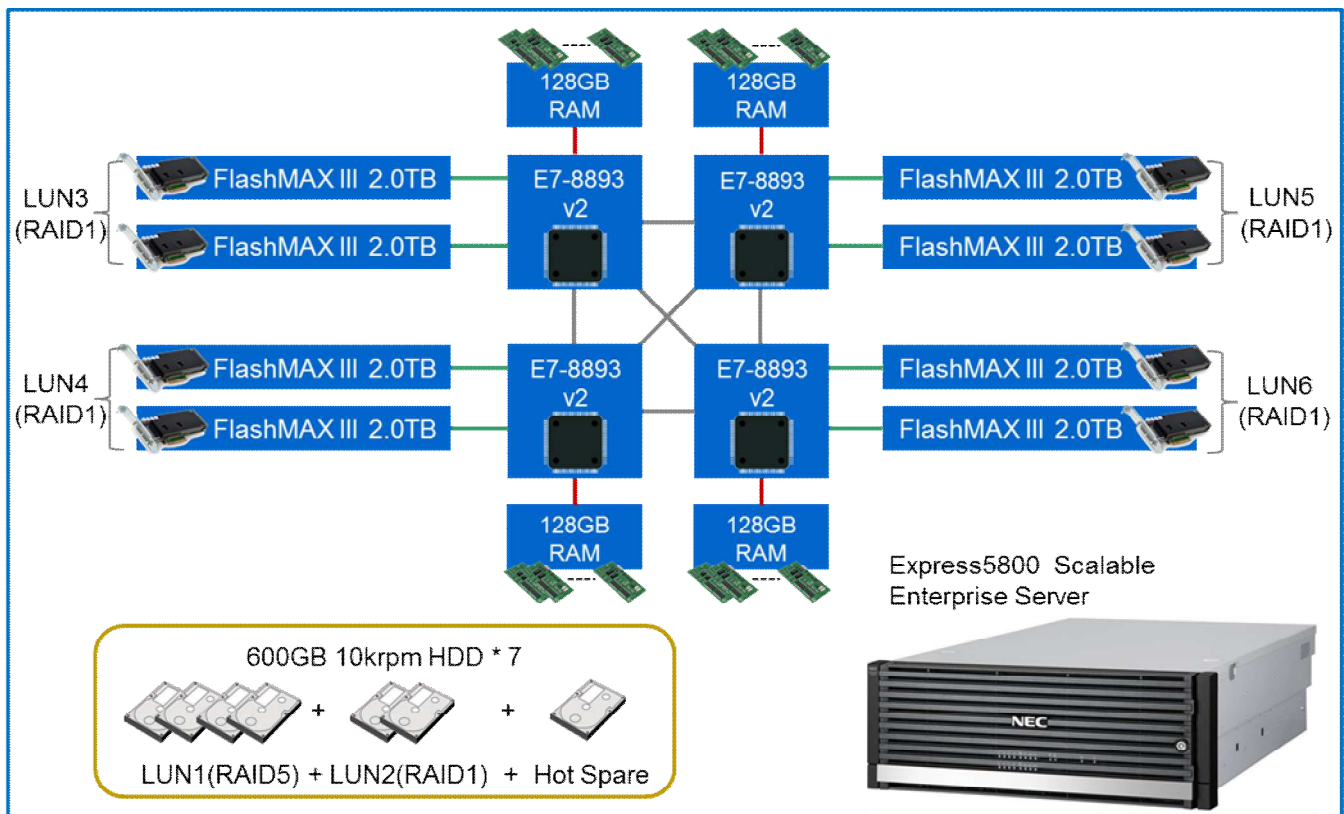 128GB
RAM
128GB
RAM
LUN3
(RAID1)
FlashMAX III 2.0TB
FlashMAX III 2.0TB
E7-8893
v2
E7-8893
v2
FlashMAX III 2.0TB
FlashMAX III 2.0TB
LUN5
(RAID1)
LUN4
(RAID1)
FlashMAX III 2.0TB
FlashMAX III 2.0TB
E7-8893
v2
E7-8893
v2
FlashMAX III 2.0TB
FlashMAX III 2.0TB
LUN6
(RAID1)
128GB
RAM
128GB
RAM
Express5800 Scalable
Enterprise Server
600GB 10krpm HDD * 7
+ +
LUN1(RAID5) + LUN2(RAID1) + Hot Spare
NEC